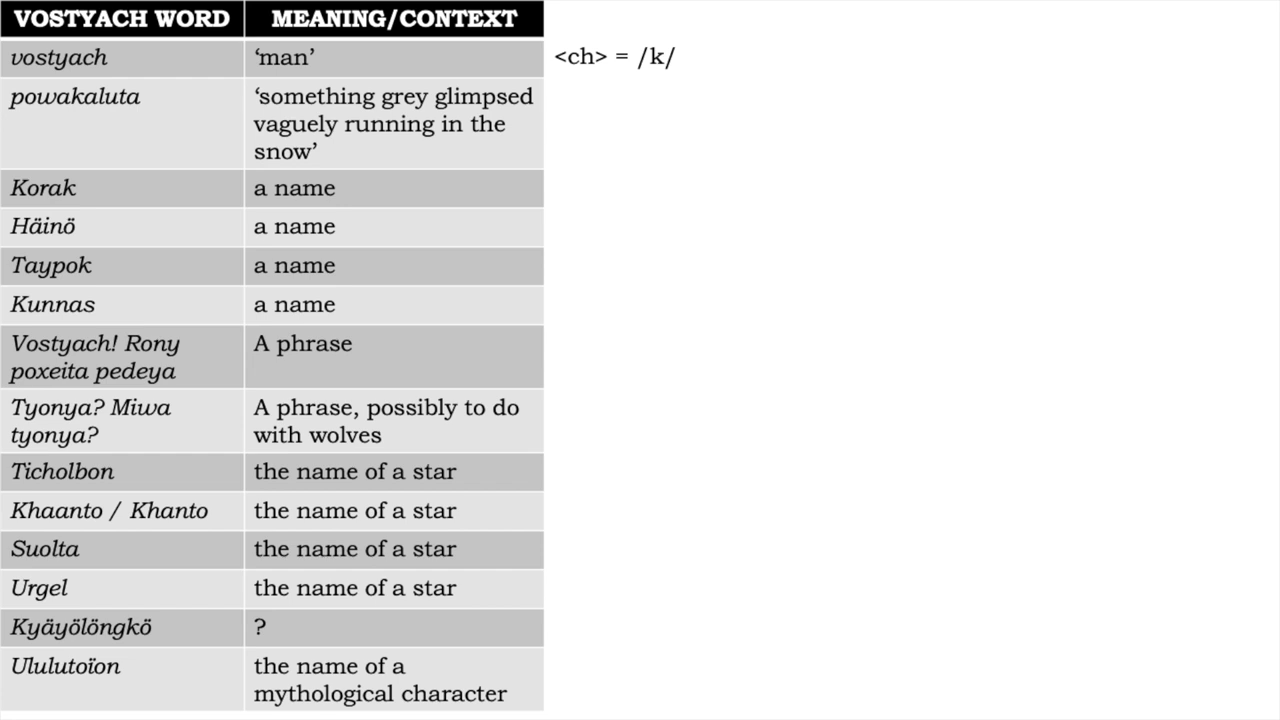 VOSTYACH WORD MEANING/CONTEXT
vostyach ‘man’ <ch> = /k/
powakaluta ‘something grey glimpsed
vaguely running in the
snow’
Korak a name
Häinö a name
Taypok a name
Kunnas a name
Vostyach! Rony A phrase
poxeita pedeya
Tyonya? Miwa A phrase, possibly to do
tyonya? with wolves
Ticholbon the name of a star
Khaanto / Khanto the name of a star
Suolta the name of a star
Urgel the name of a star
Kyäyölöngkö ?
Ululutoïon the name of a
mythological character